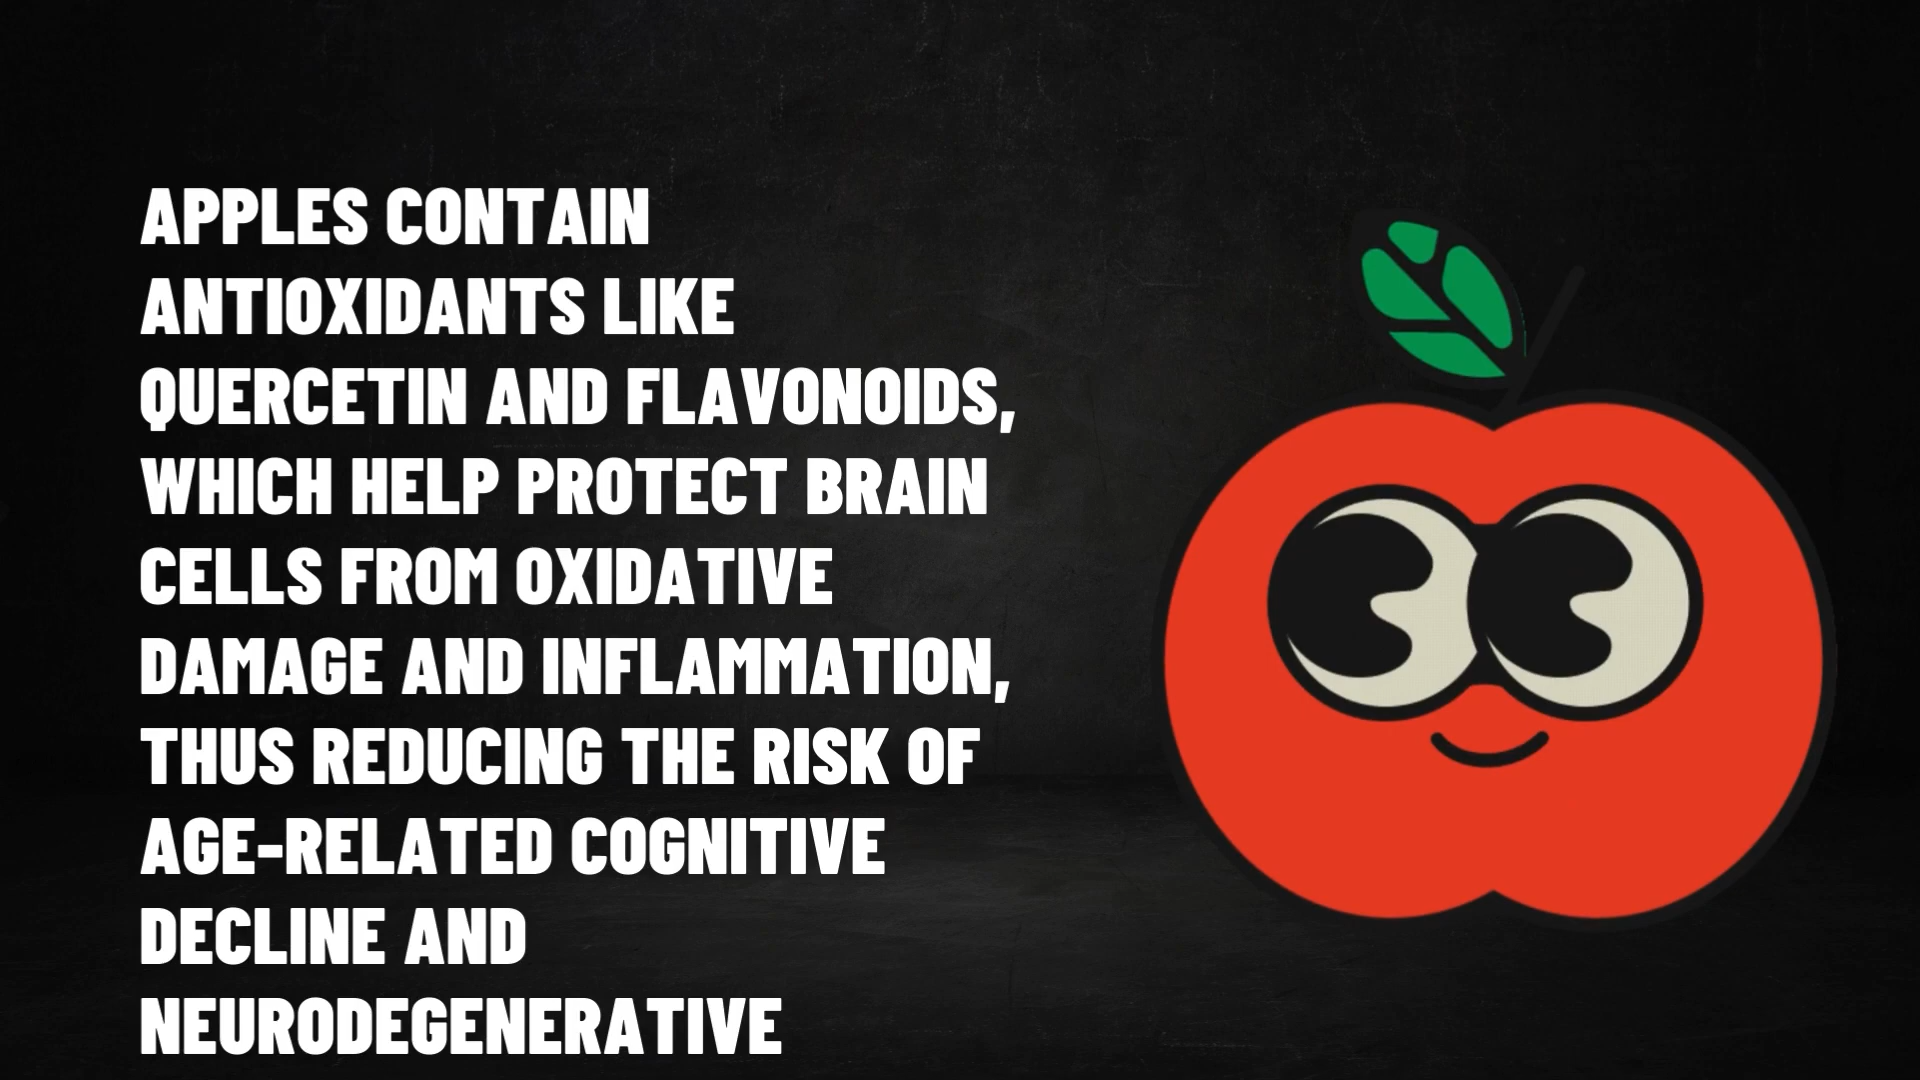 APPLES CONTAIN
ANTIOXIDANTS LIKE
QUERCETIN AND FLAVONOIDS,
WHICH HELP PROTECT BRAIN
CELLS FROM OXIDATIVE
DAMAGE AND INFLAMMATION,
THUS REDUCING THE RISK OF
AGE-RELATED COGNITIVE
DECLINE AND
NEURODEGENERATIVE